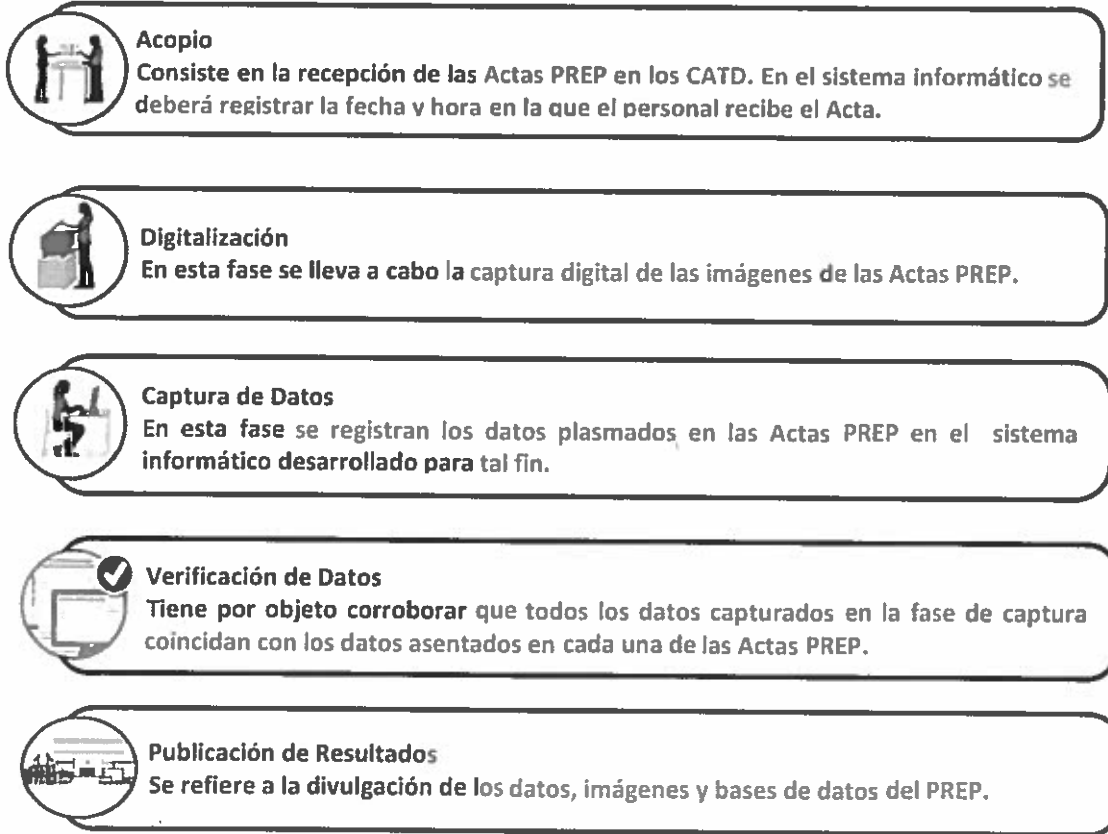 Acopio
Consiste en la recepción de las Actas PREP en los CATD. En el sistema informático se
deberá registrar la fecha y hora en la que el personal recibe el Acta.
Digitalización
En esta fase se lleva a cabo la captura digital de las imágenes de las Actas PREP.
Captura de Datos
En esta fase se registran los datos plasmados en las Actas PREP en el sistema
informático desarrollado para tal fin.
Verificación de Datos
Tiene por objeto corroborar que todos los datos capturados en la fase de captura
coincidan con los datos asentados en cada una de las Actas PREP.
Publicación de Resultados
Se refiere a la divulgación de los datos, imágenes y bases de datos del PREP.